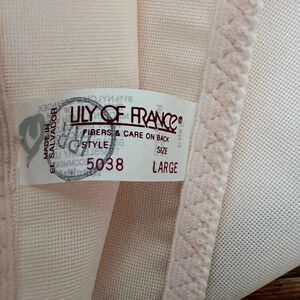 MADE IN
EL SALVADOR
LILY OF FRANCE®
FIBERS & CARE ON BACK
STYLE SIZE
5038 LARGE